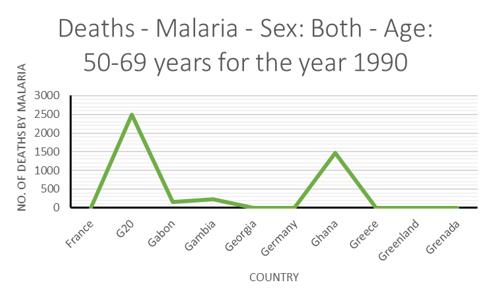 Deaths - Malaria - Sex: Both - Age:
50-69 years for the year 1990
NO. OF DEATHS BY MALARIA
3000
2500
2000
1500
1000
500
0
France
G20
Gabon
Gambia
Georgia
Germany
Ghana
Greece
Greenland
Grenada
COUNTRY